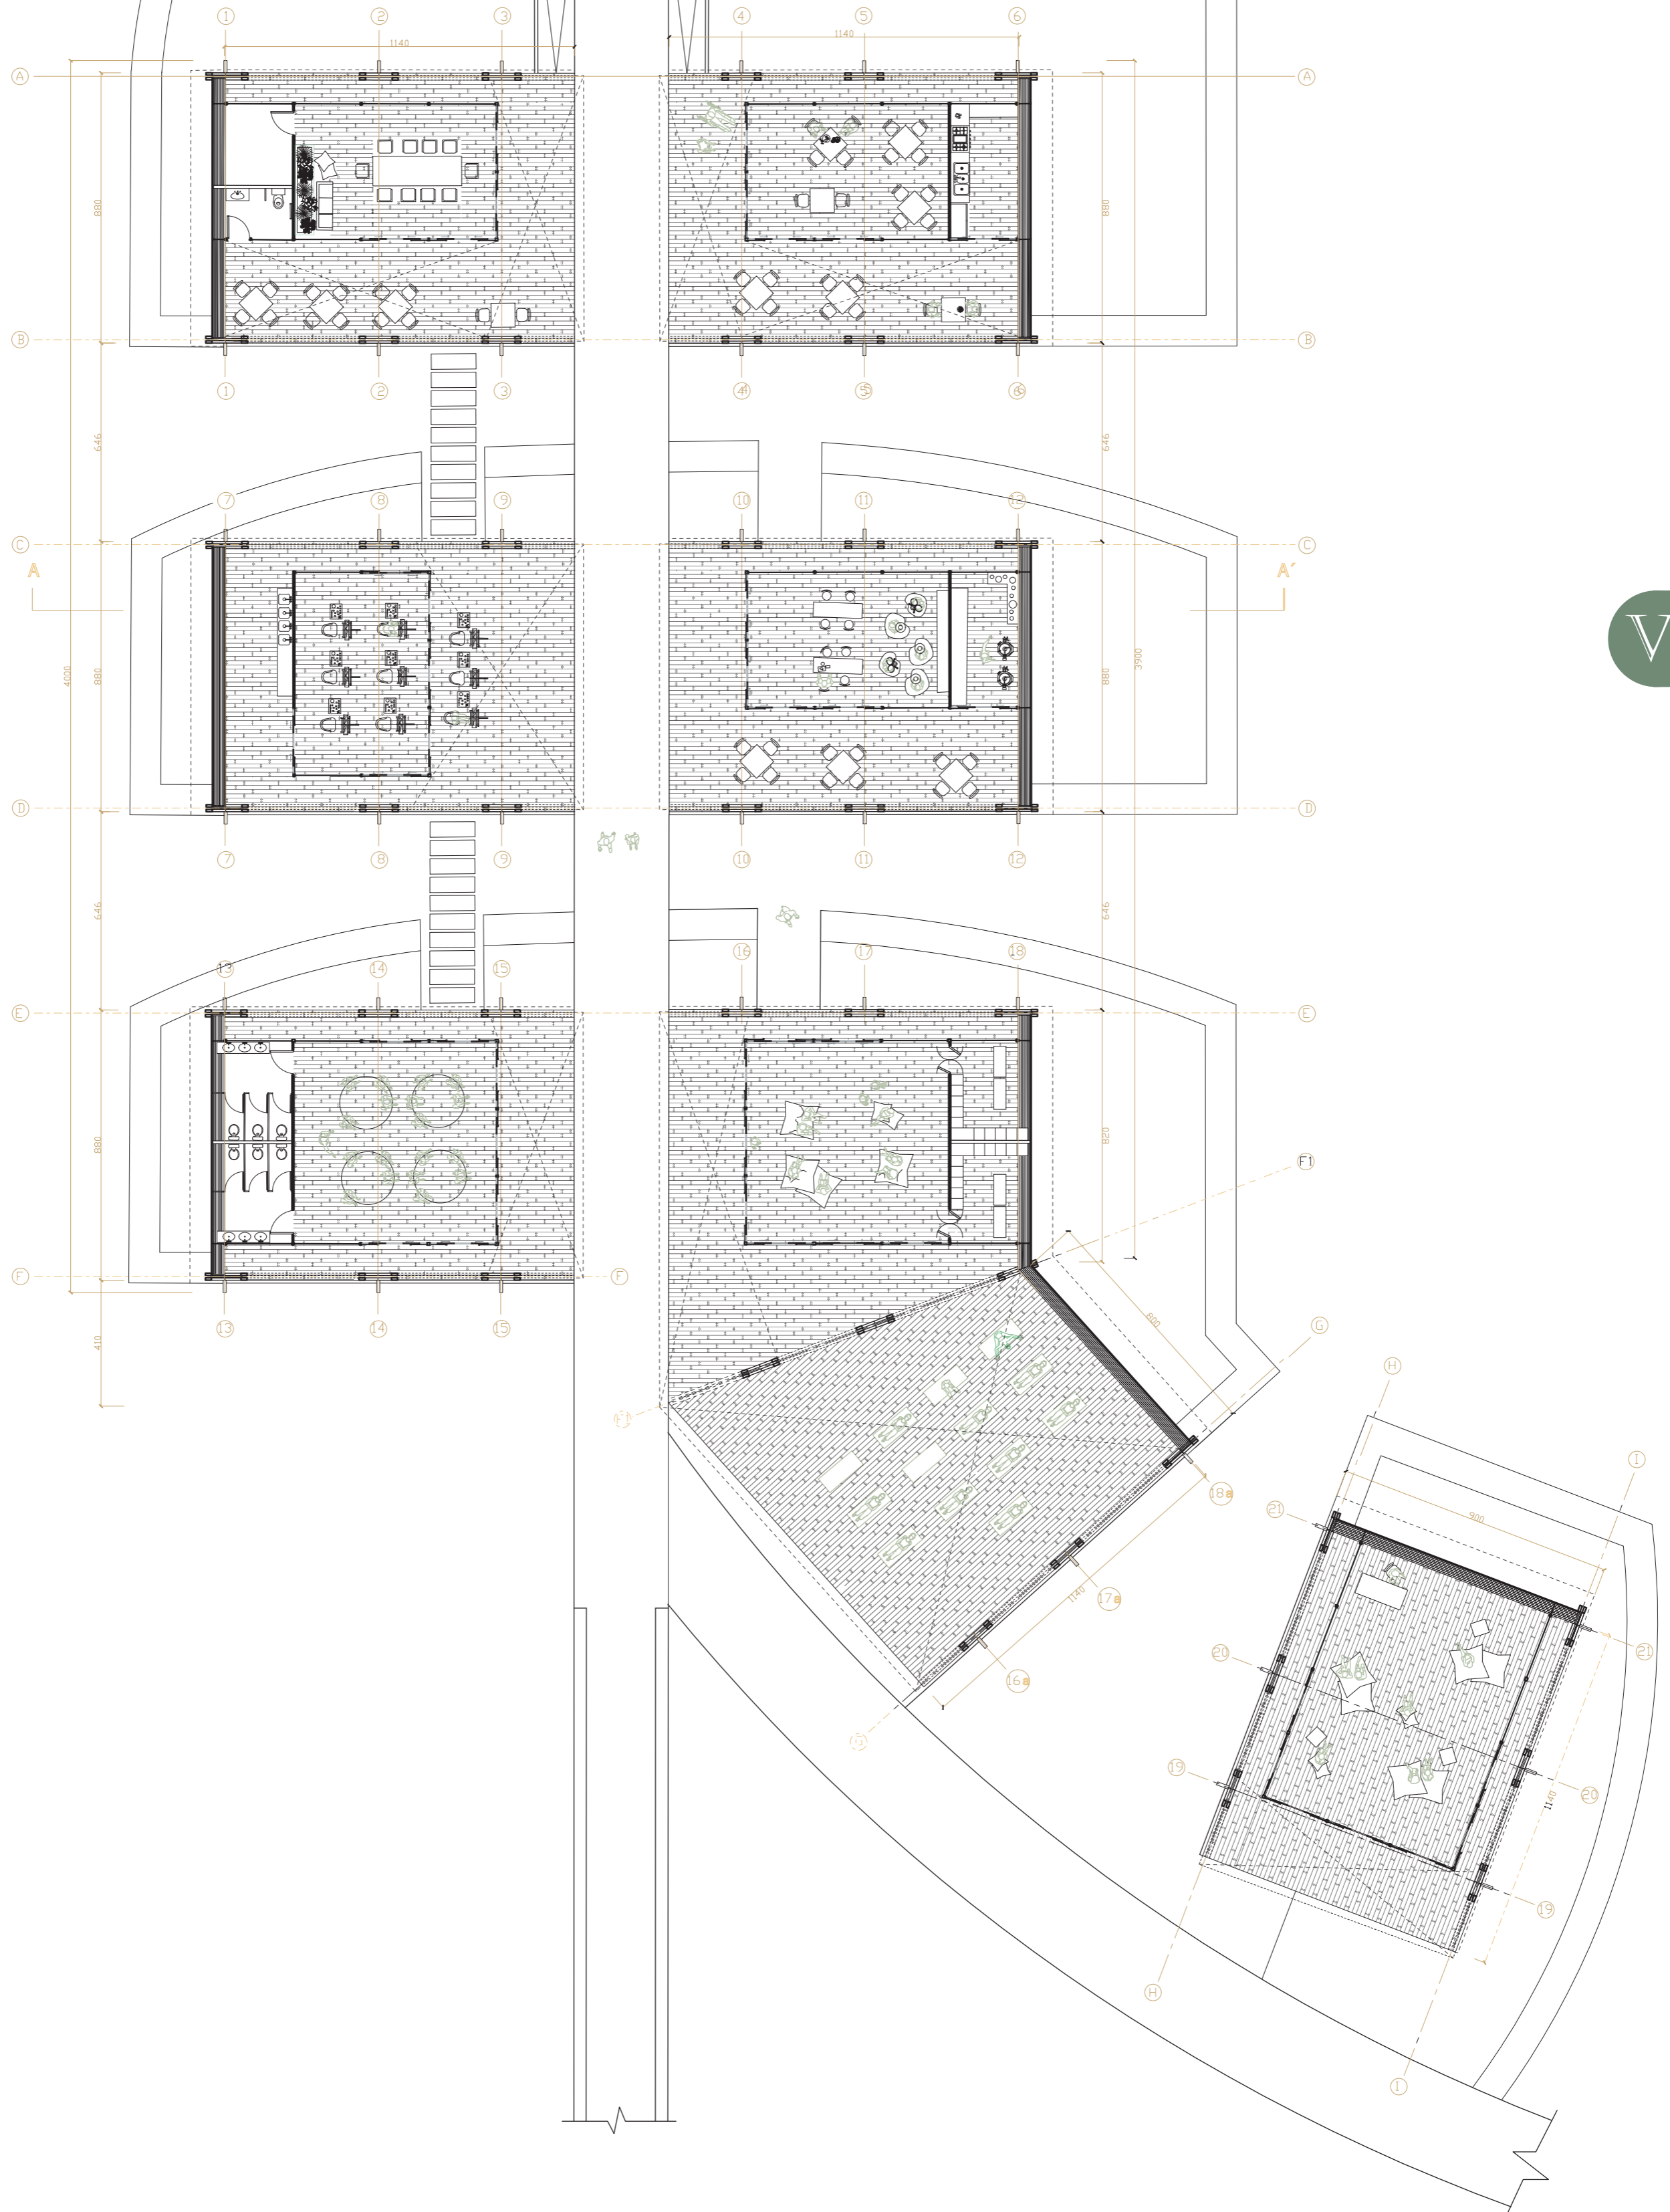 1 2 3 4 5 6
1140 1140
A A
880 880
B B
1 2 3 4 5 6
646 646
7 8 9 10 11 12
C C
A A´
V
4000 880 880 3900
D D
7 8 9 10 11 12
646 646
13 14 15 16 17 18
E E
880 820
F1
F F
13 14 15
G
410 800
H
I
18a
900
21
17a
1140
21
20
16a
19
20
1140
19
H
I